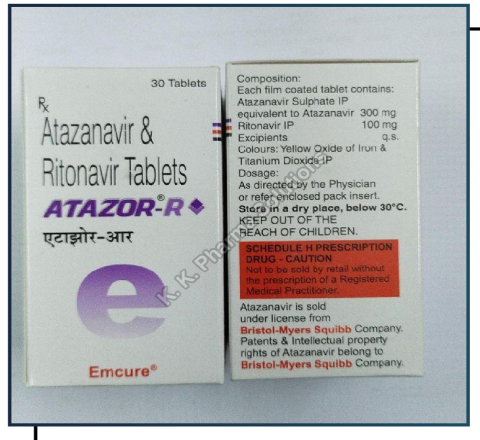 30 Tablets
Rx
Atazanavir &
Ritonavir Tablets
ATAZOR®-R
एटाझोर-आर
e
Emcure®
Composition:
Each film coated tablet contains:
Atazanavir Sulphate IP
equivalent to Atazanavir 300 mg
Ritonavir IP 100 mg
Excipients q.s.
Colours: Yellow Oxide of Iron &
Titanium Dioxide IP
Dosage:
As directed by the Physician
or refer enclosed pack insert.
Store in a dry place, below 30°C.
KEEP OUT OF THE
REACH OF CHILDREN.
SCHEDULE H PRESCRIPTION
DRUG - CAUTION
Not to be sold by retail without
the prescription of a Registered
Medical Practitioner.
Atazanavir is sold
under license from
Bristol-Myers Squibb Company.
Patents & Intellectual property
rights of Atazanavir belong to
Bristol-Myers Squibb Company.
K. K. Pharma Solution